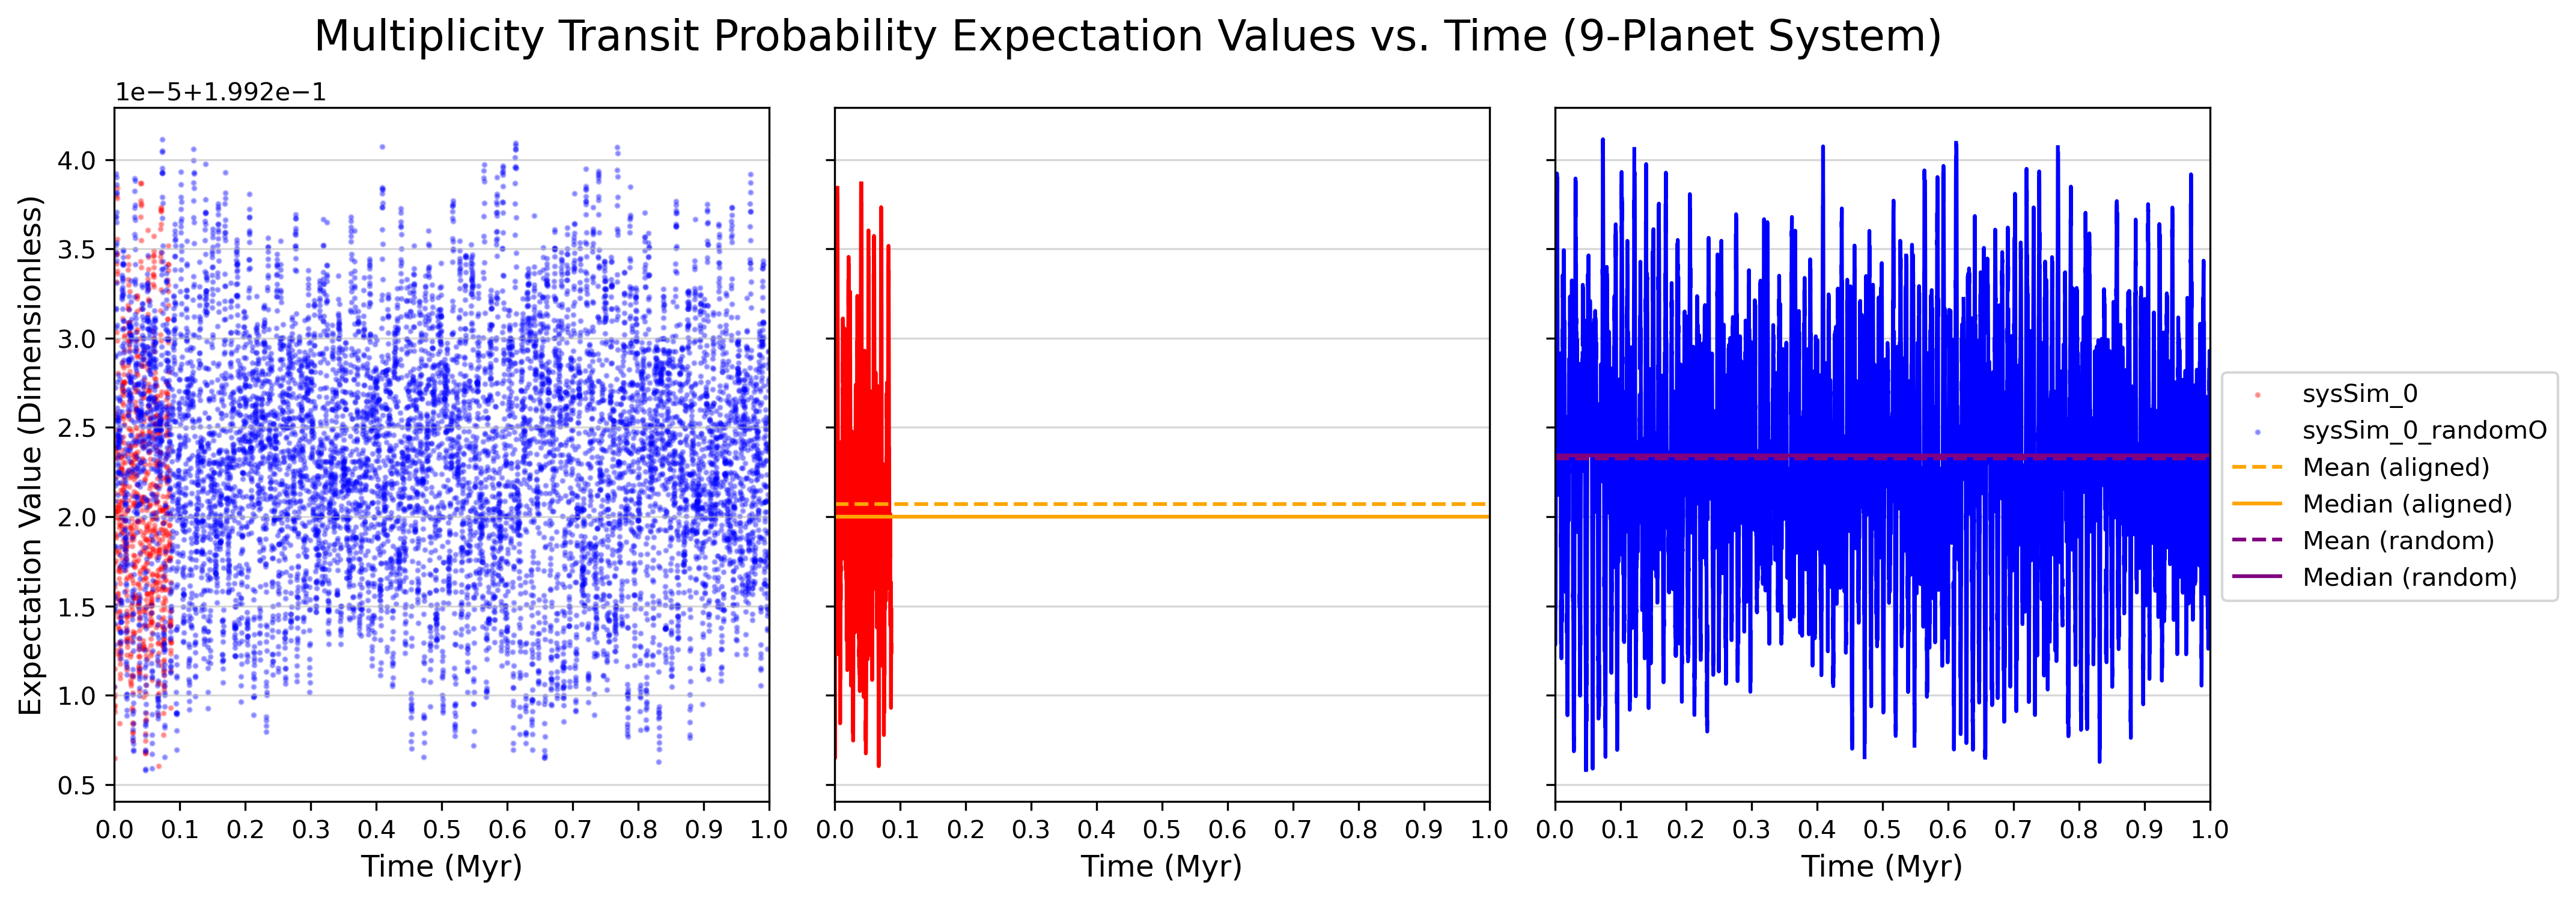 Multiplicity Transit Probability Expectation Values vs. Time (9-Planet System)
1e−5+1.992e−1
Expectation Value (Dimensionless)
4.0
3.5
3.0
2.5
2.0
1.5
1.0
0.5
0.0 0.1 0.2 0.3 0.4 0.5 0.6 0.7 0.8 0.9 1.0
Time (Myr)
0.0 0.1 0.2 0.3 0.4 0.5 0.6 0.7 0.8 0.9 1.0
Time (Myr)
0.0 0.1 0.2 0.3 0.4 0.5 0.6 0.7 0.8 0.9 1.0
Time (Myr)
sysSim_0
sysSim_0_randomO
Mean (aligned)
Median (aligned)
Mean (random)
Median (random)